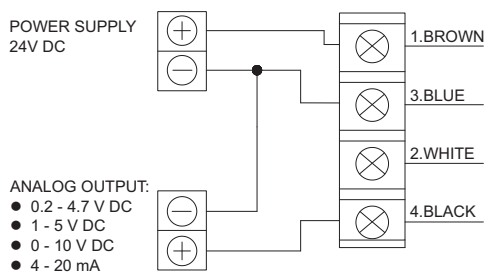 POWER SUPPLY
24V DC
1.BROWN
3.BLUE
2.WHITE
4.BLACK
ANALOG OUTPUT:
● 0.2 - 4.7 V DC
● 1 - 5 V DC
● 0 - 10 V DC
● 4 - 20 mA